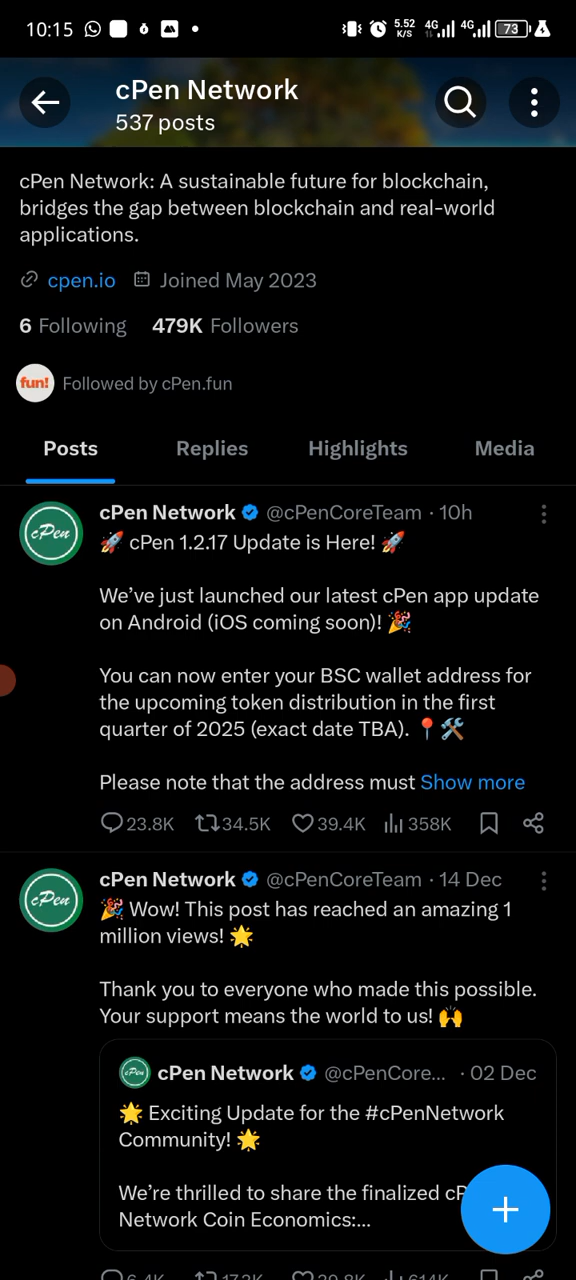 10:15 5.52 K/S 4G 4G 73
cPen Network
537 posts
cPen Network: A sustainable future for blockchain,
bridges the gap between blockchain and real-world
applications.
cpen.io Joined May 2023
6 Following 479K Followers
fun! Followed by cPen.fun
Posts Replies Highlights Media
cPen Network @cPenCoreTeam · 10h
cPen
🚀 cPen 1.2.17 Update is Here! 🚀
We’ve just launched our latest cPen app update
on Android (iOS coming soon)! 🎉
You can now enter your BSC wallet address for
the upcoming token distribution in the first
quarter of 2025 (exact date TBA). 📍🛠️
Please note that the address must Show more
23.8K 34.5K 39.4K 358K
cPen Network @cPenCoreTeam · 14 Dec
cPen
🎉 Wow! This post has reached an amazing 1
million views! 🌟
Thank you to everyone who made this possible.
Your support means the world to us! 🙌
cPen cPen Network @cPenCore... · 02 Dec
🌟 Exciting Update for the #cPenNetwork
Community! 🌟
We’re thrilled to share the finalized cP
Network Coin Economics:...